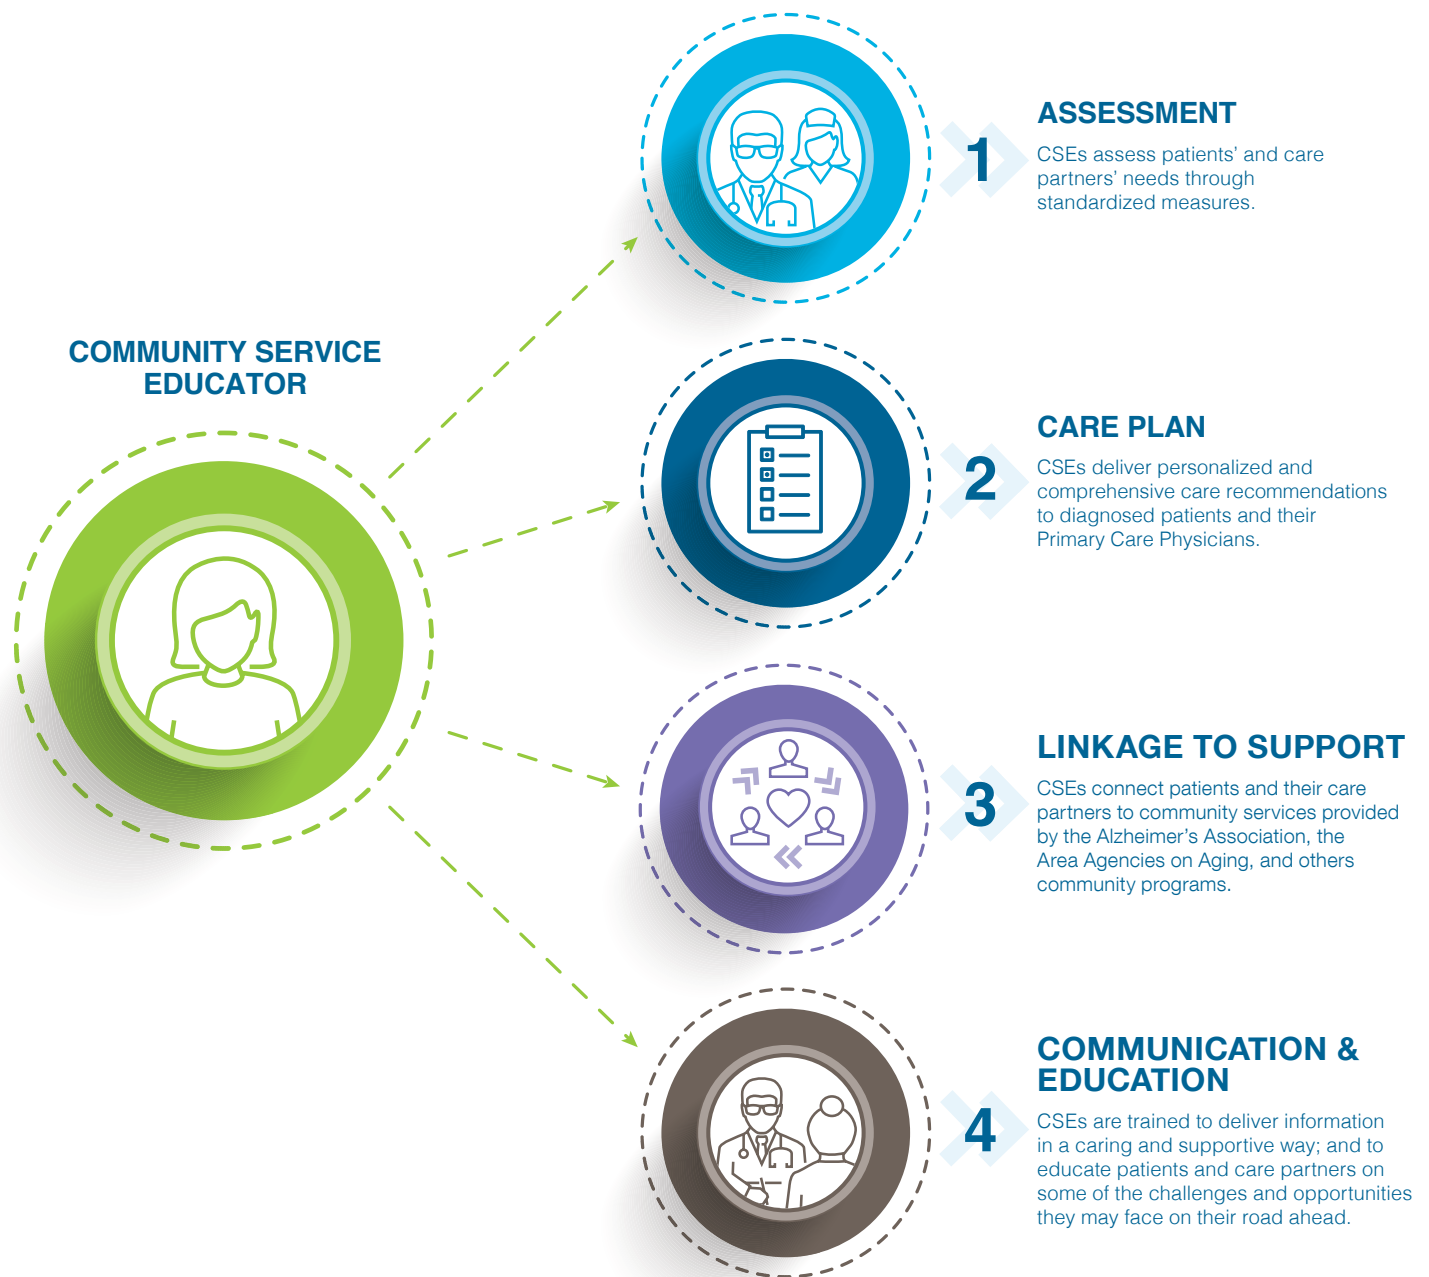 COMMUNITY SERVICE
EDUCATOR
1
ASSESSMENT
CSEs assess patients’ and care
partners’ needs through
standardized measures.
2
CARE PLAN
CSEs deliver personalized and
comprehensive care recommendations
to diagnosed patients and their
Primary Care Physicians.
3
LINKAGE TO SUPPORT
CSEs connect patients and their care
partners to community services provided
by the Alzheimer’s Association, the
Area Agencies on Aging, and others
community programs.
4
COMMUNICATION &
EDUCATION
CSEs are trained to deliver information
in a caring and supportive way; and to
educate patients and care partners on
some of the challenges and opportunities
they may face on their road ahead.